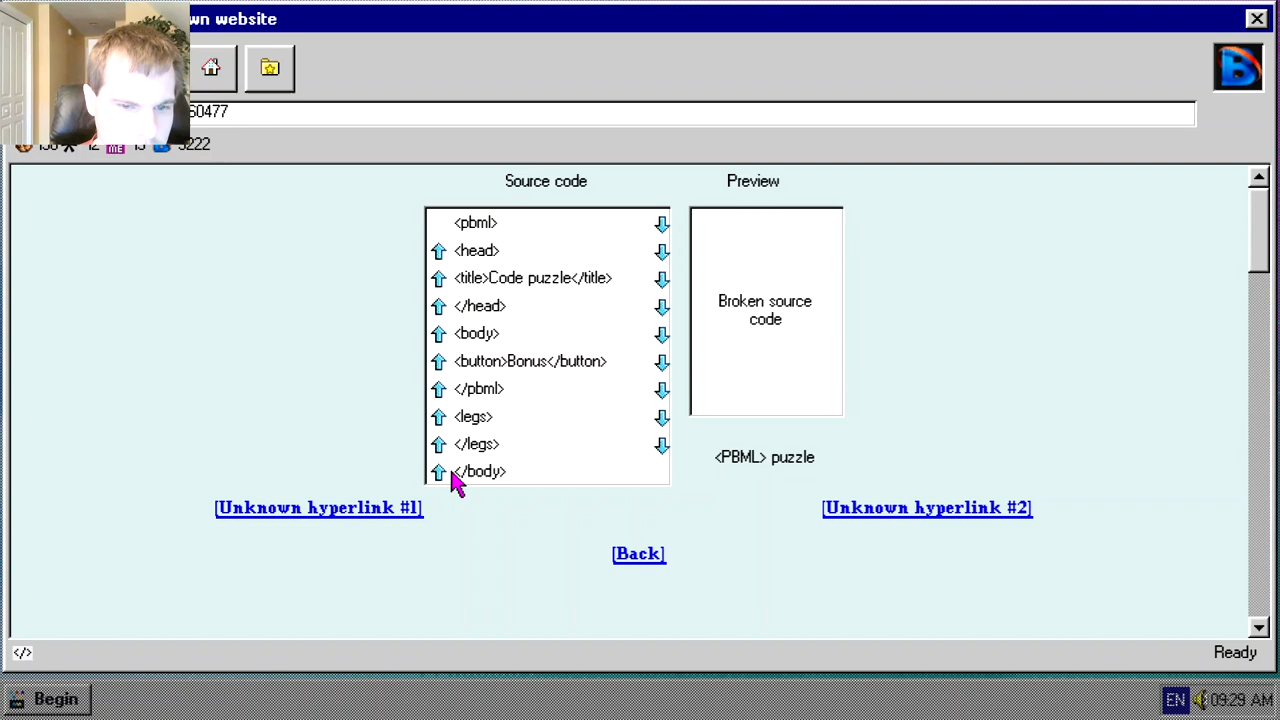 wn website
60477
12
15
3222
Source code
Preview
<pbml>
<head>
<title>Code puzzle</title>
</head>
<body>
<button>Bonus</button>
</pbml>
<legs>
</legs>
</body>
Broken source
code
<PBML> puzzle
[Unknown hyperlink #1]
[Unknown hyperlink #2]
[Back]
</>
Ready
Begin
EN
09:29 AM